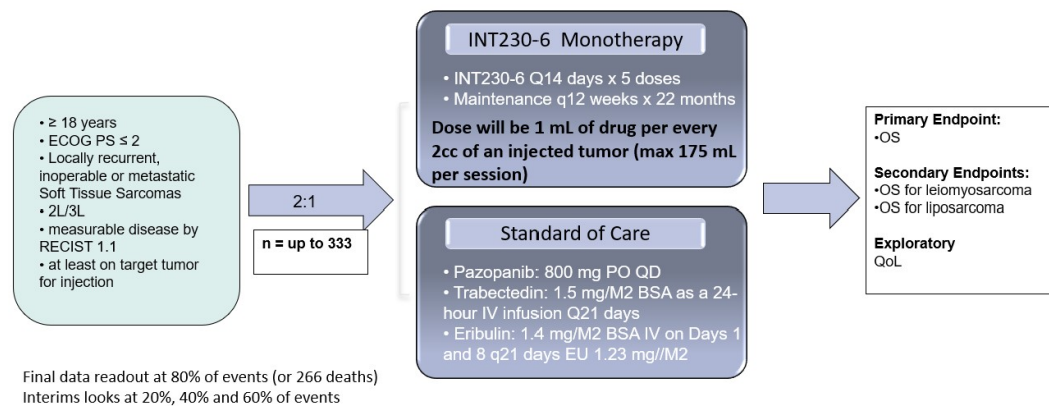 • ≥ 18 years
• ECOG PS ≤ 2
• Locally recurrent,
inoperable or metastatic
Soft Tissue Sarcomas
• 2L/3L
• measurable disease by
RECIST 1.1
• at least on target tumor
for injection
2:1
n = up to 333
INT230-6 Monotherapy
• INT230-6 Q14 days x 5 doses
• Maintenance q12 weeks x 22 months
Dose will be 1 mL of drug per every
2cc of an injected tumor (max 175 mL
per session)
Standard of Care
• Pazopanib: 800 mg PO QD
• Trabectedin: 1.5 mg/M2 BSA as a 24-
hour IV infusion Q21 days
• Eribulin: 1.4 mg/M2 BSA IV on Days 1
and 8 q21 days EU 1.23 mg//M2
Primary Endpoint:
•OS
Secondary Endpoints:
•OS for leiomyosarcoma
•OS for liposarcoma
Exploratory
QoL
Final data readout at 80% of events (or 266 deaths)
Interims looks at 20%, 40% and 60% of events